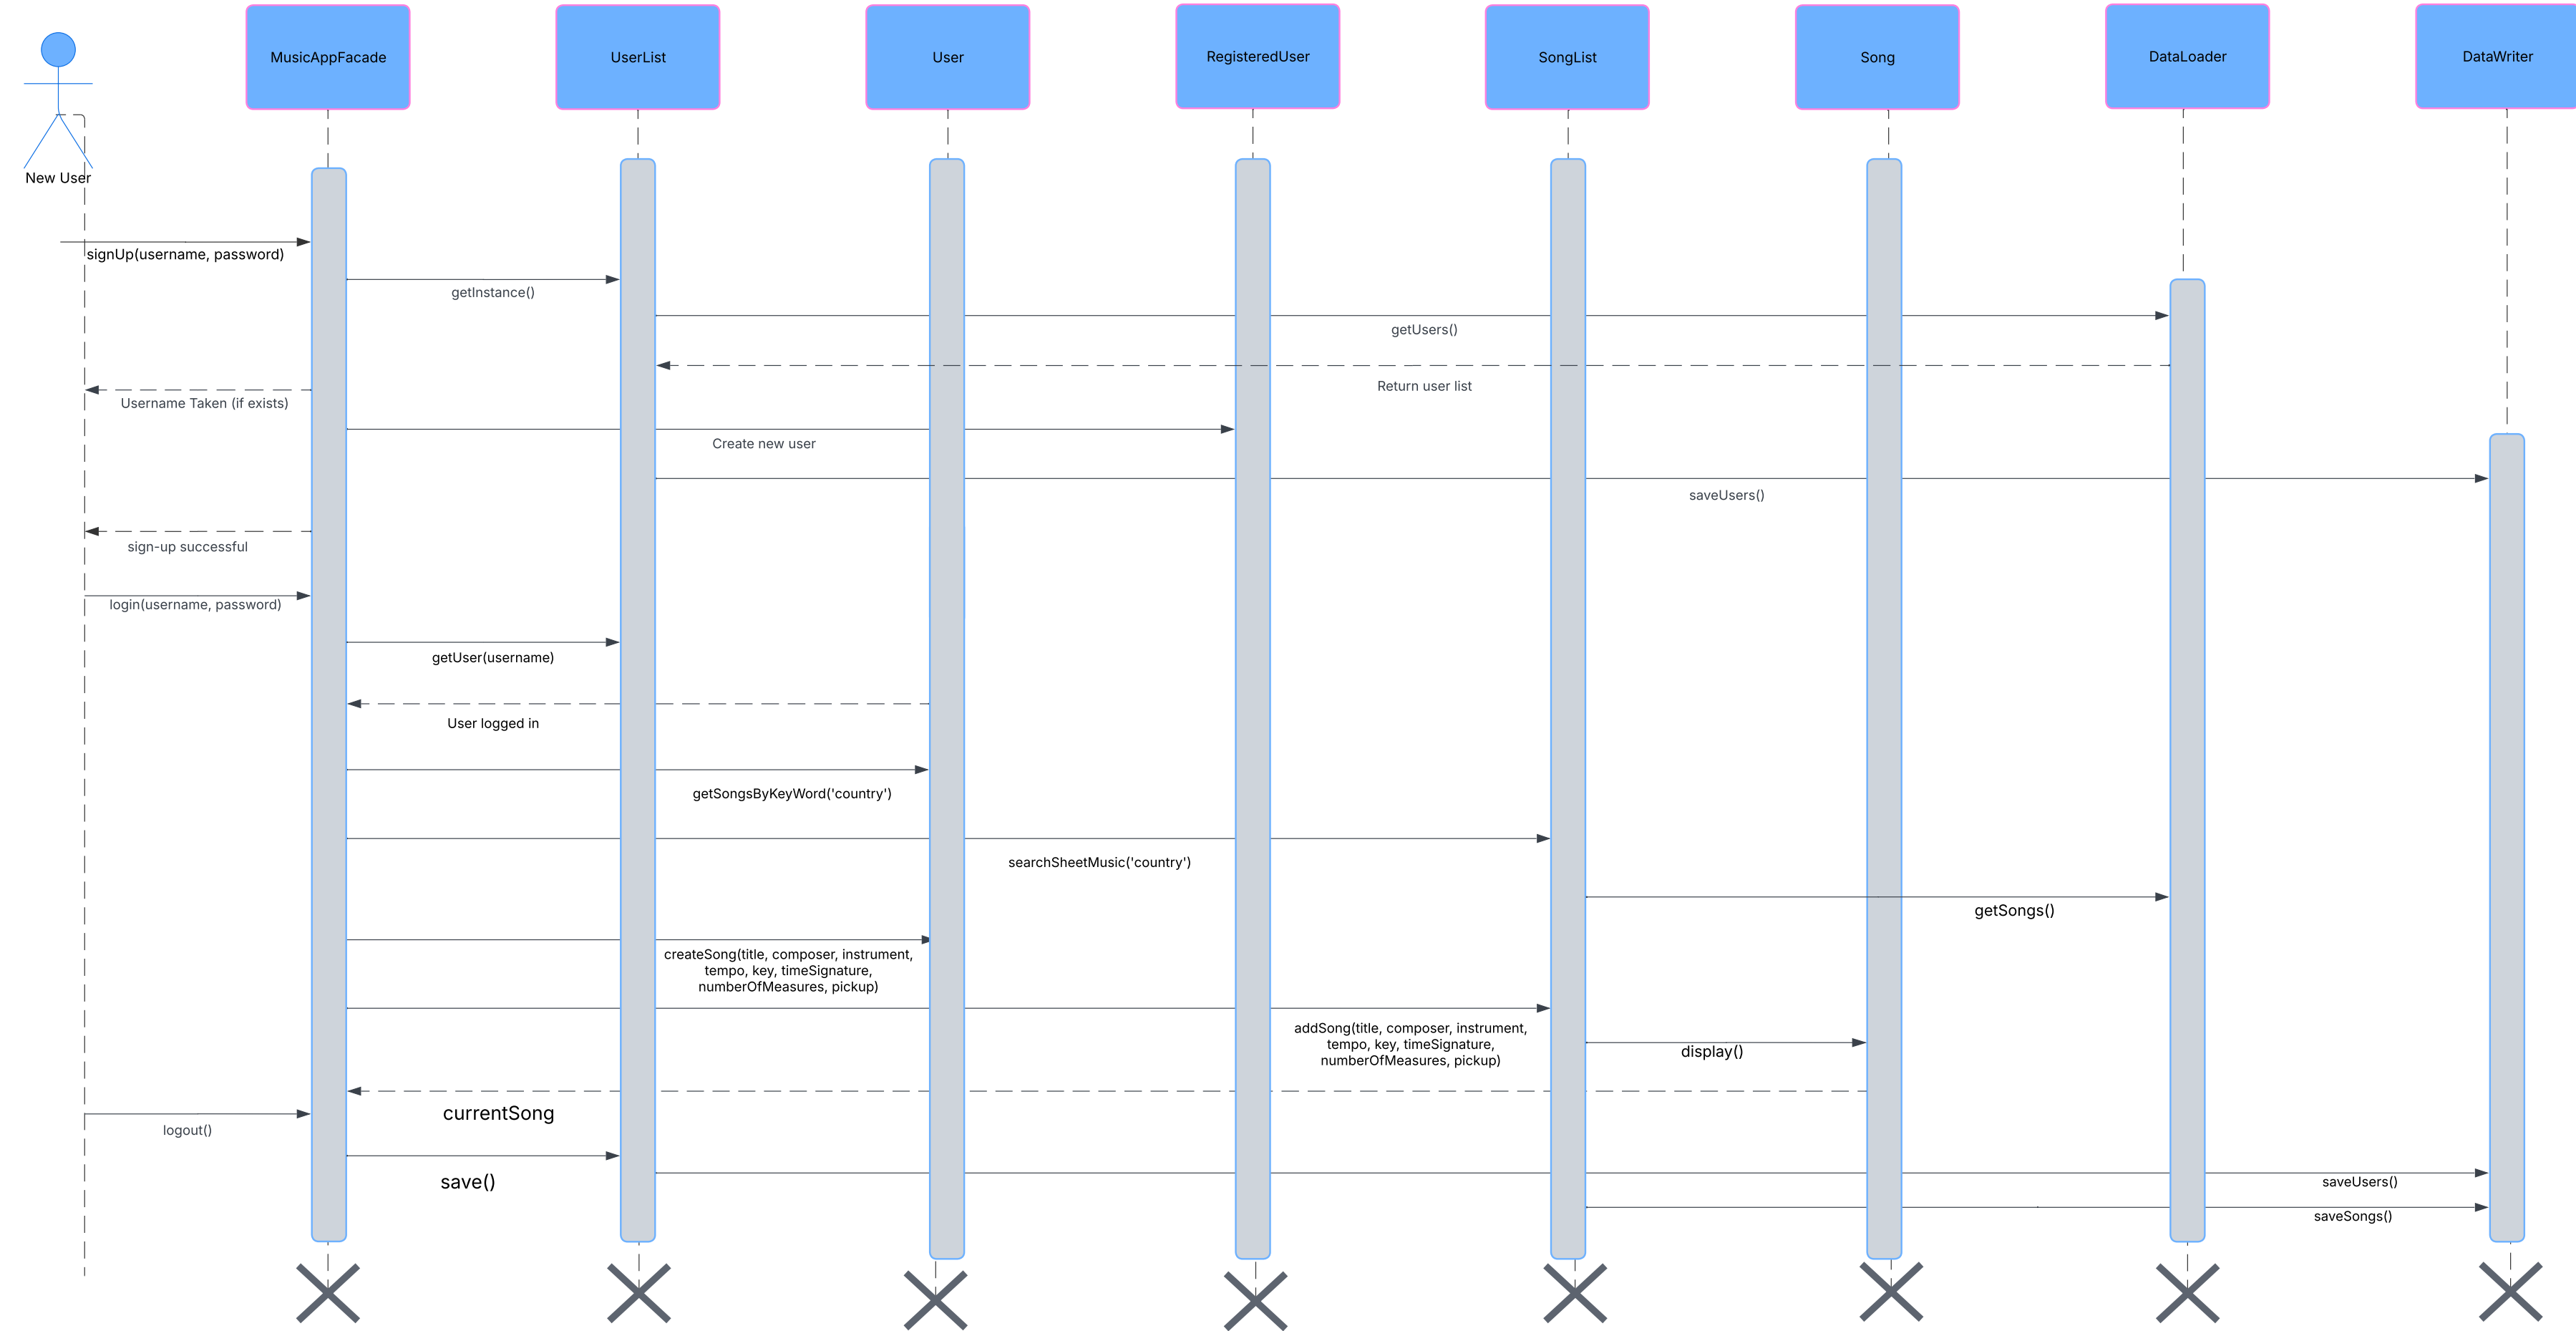 MusicAppFacade
UserList
User
RegisteredUser
SongList
Song
DataLoader
DataWriter
New User
signUp(username, password)
getInstance()
getUsers()
Return user list
Username Taken (if exists)
Create new user
saveUsers()
sign-up successful
login(username, password)
getUser(username)
User logged in
getSongsByKeyWord('country')
searchSheetMusic('country')
getSongs()
createSong(title, composer, instrument,
tempo, key, timeSignature,
numberOfMeasures, pickup)
addSong(title, composer, instrument,
tempo, key, timeSignature,
numberOfMeasures, pickup)
display()
currentSong
logout()
save()
saveUsers()
saveSongs()